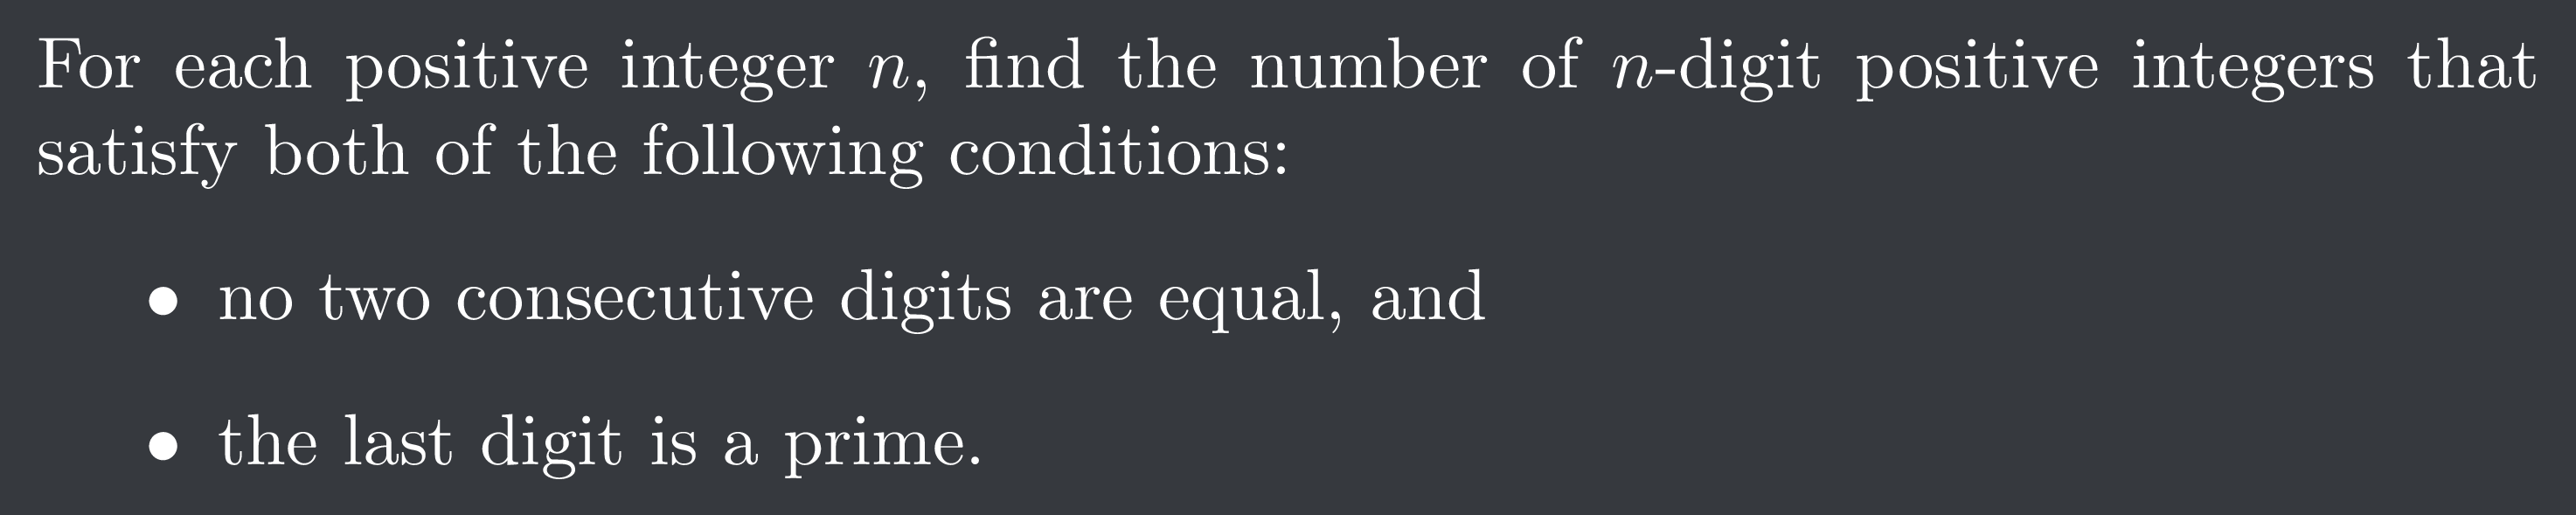 For each positive integer n, find the number of n-digit positive integers that
satisfy both of the following conditions:
• no two consecutive digits are equal, and
• the last digit is a prime.